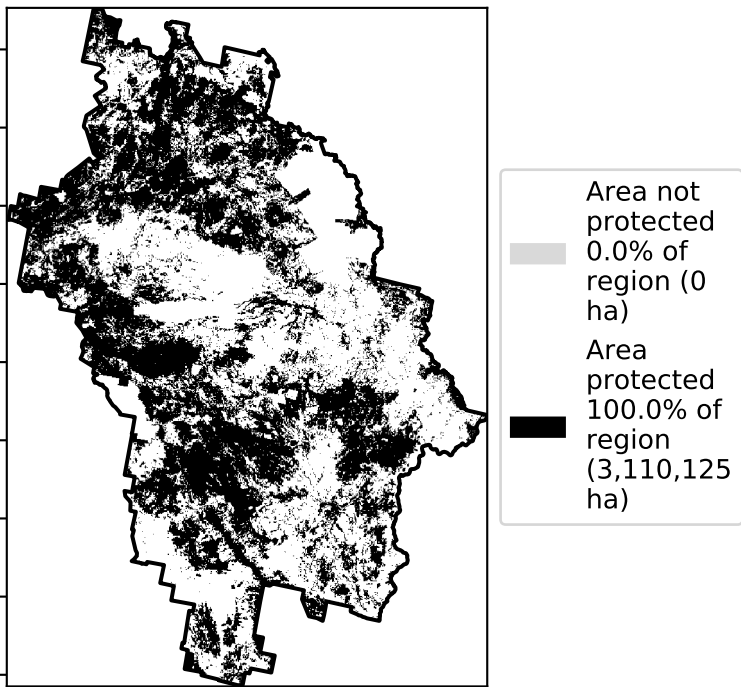 Area not
protected
0.0% of
region (0
ha)
Area
protected
100.0% of
region
(3,110,125
ha)